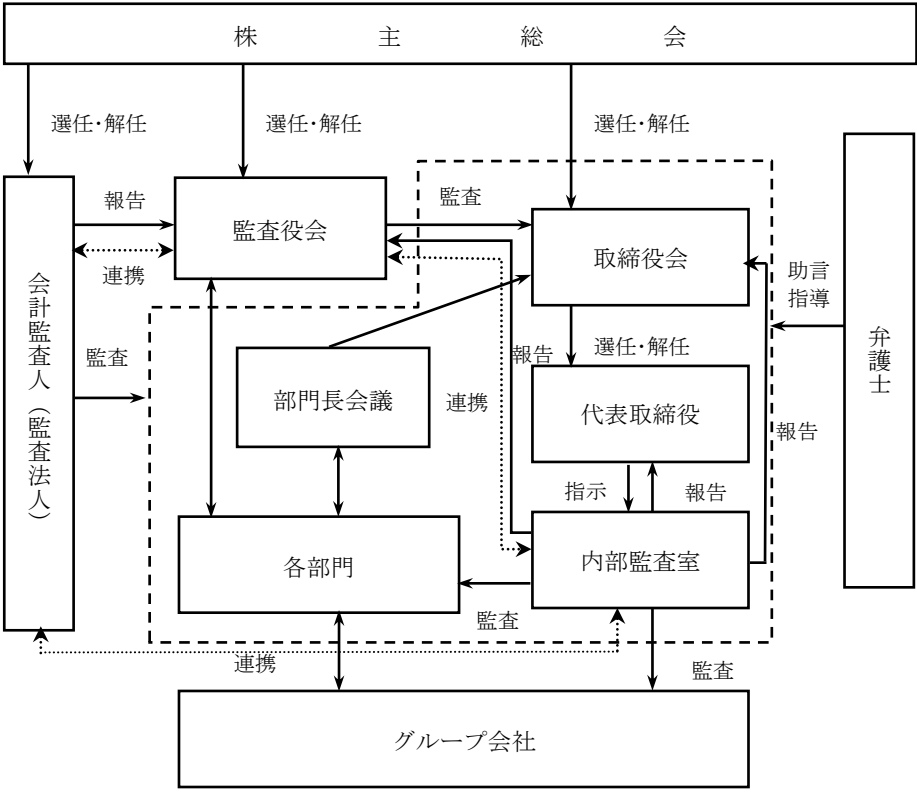 株主総会
選任・解任
選任・解任
選任・解任
報告
監査役会
監査
取締役会
連携
助言
指導
会計監査人（監査法人）
監査
報告
選任・解任
弁護士
部門長会議
連携
代表取締役
報告
指示
報告
各部門
内部監査室
監査
連携
監査
グループ会社